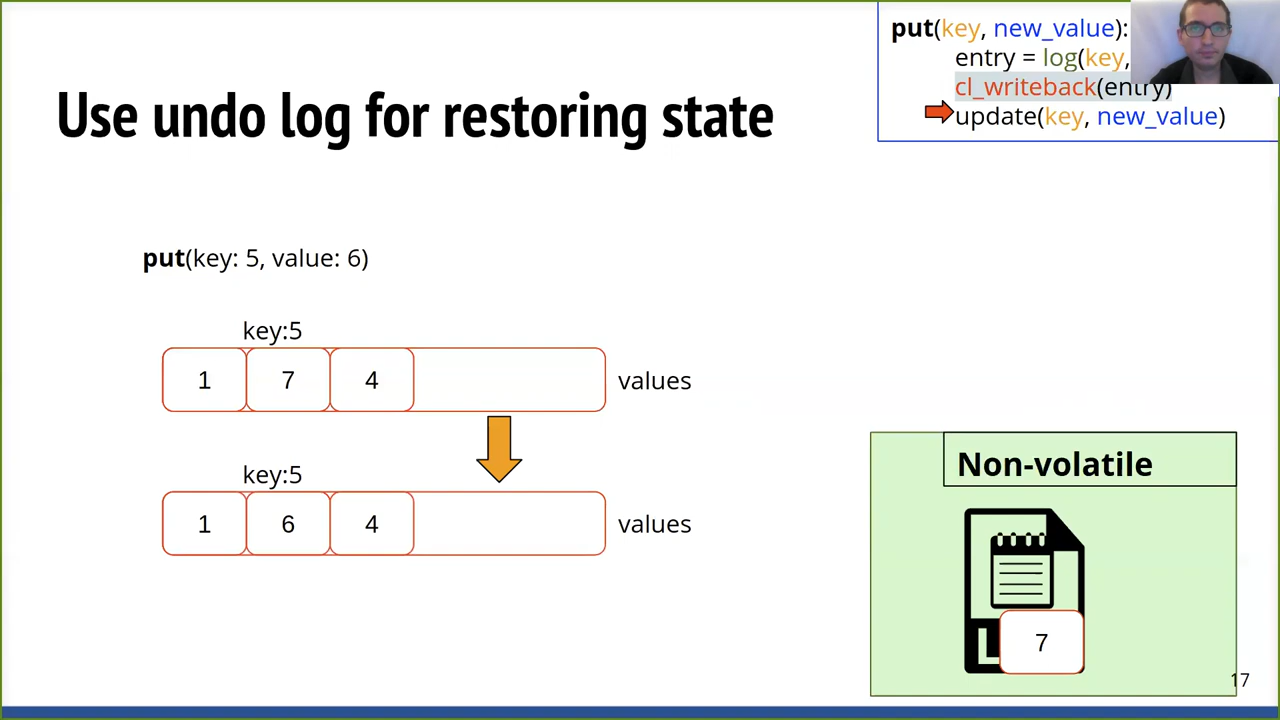 put(key, new_value):
entry = log(key,
cl_writeback(entry)
update(key, new_value)
Use undo log for restoring state
put(key: 5, value: 6)
key:5
1 7 4 values
key:5
1 6 4 values
Non-volatile
7
17